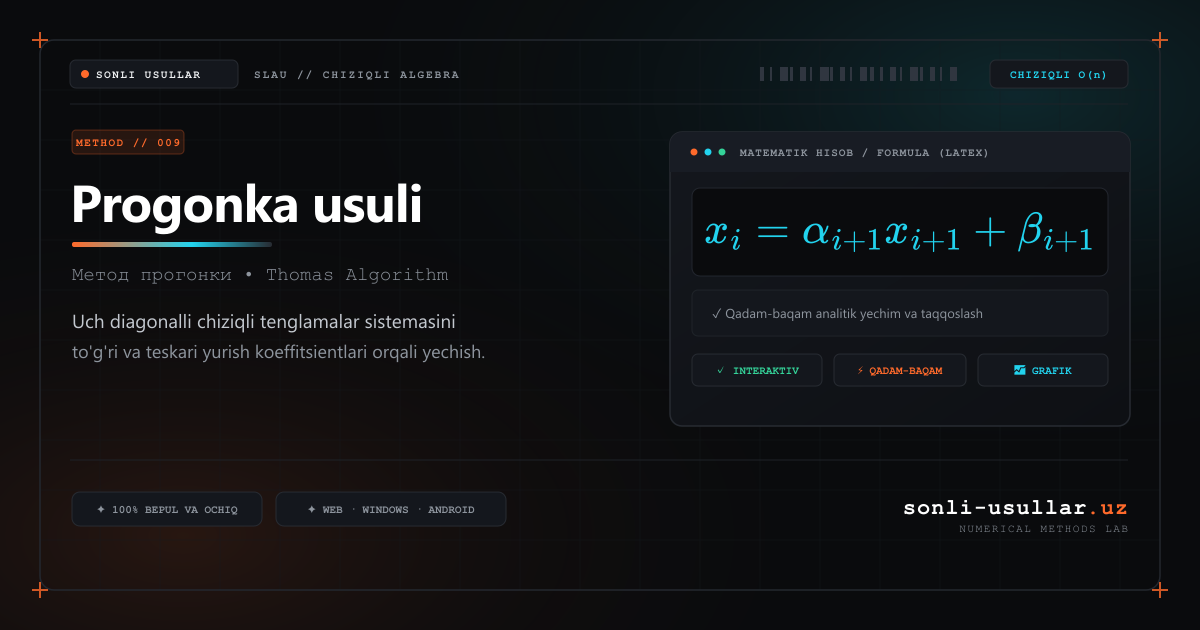 SONLI USULLAR
SLAU // CHIZIQLI ALGEBRA
CHIZIQLI O(n)
METHOD // 009
Progonka usuli
Метод прогонки • Thomas Algorithm
Uch diagonalli chiziqli tenglamalar sistemasini
to'g'ri va teskari yurish koeffitsientlari orqali yechish.
MATEMATIK HISOB / FORMULA (LATEX)
x_i = α_{i+1}x_{i+1} + β_{i+1}
✓ Qadam-baqam analitik yechim va taqqoslash
✓ INTERAKTIV
⚡ QADAM-BAQAM
GRAFIK
✦ 100% BEPUL VA OCHIQ
✦ WEB · WINDOWS · ANDROID
sonli-usullar.uz
NUMERICAL METHODS LAB